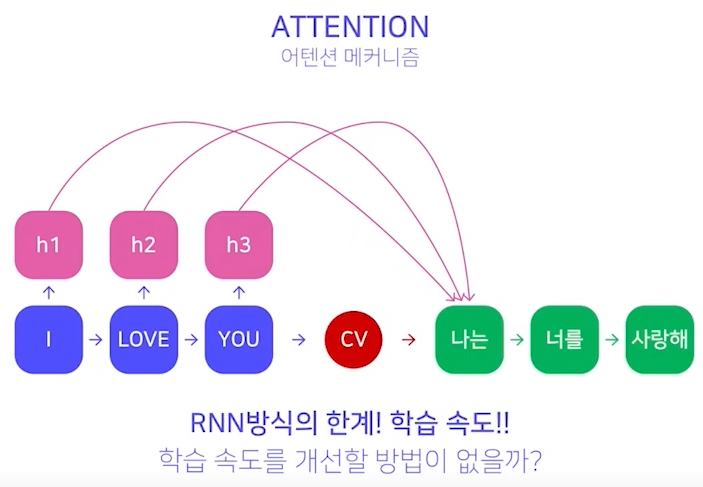 ATTENTION
어텐션 메커니즘
h1 h2 h3
I LOVE YOU CV 나는 너를 사랑해
RNN방식의 한계! 학습 속도!!
학습 속도를 개선할 방법이 없을까?